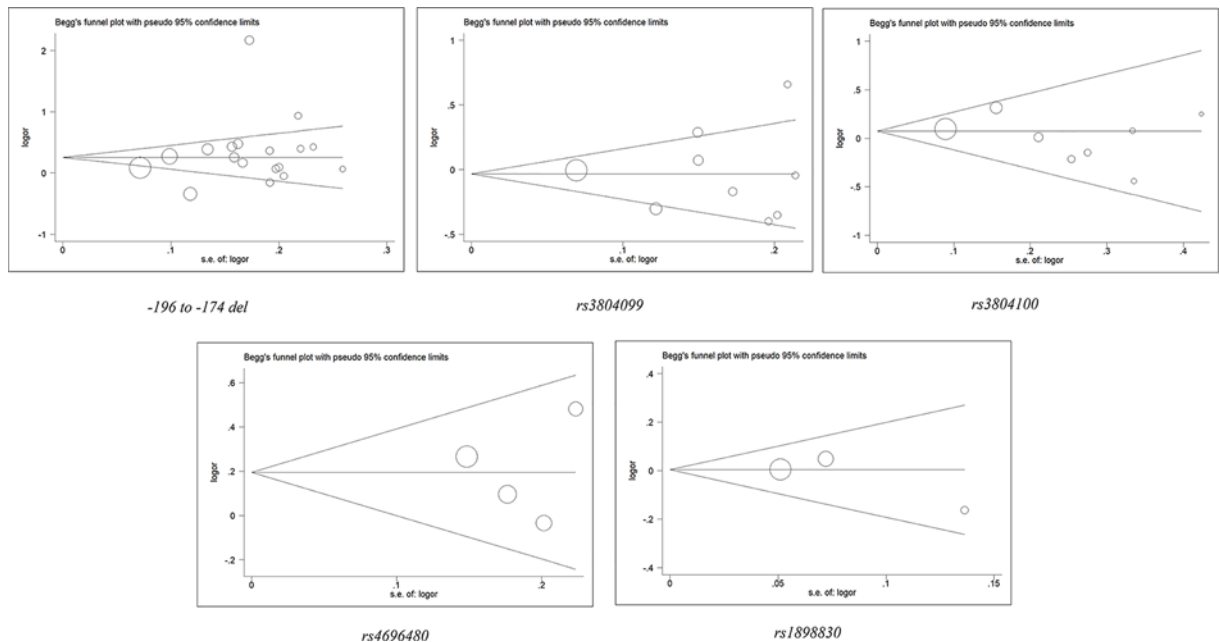 Begg's funnel plot with pseudo 95% confidence limits
2
1
0
-1
logor
0
.1
.2
.3
s.e. of: logor
-196 to -174 del
Begg's funnel plot with pseudo 95% confidence limits
1
.5
0
-.5
logor
0
.1
.2
s.e. of: logor
rs3804099
Begg's funnel plot with pseudo 95% confidence limits
1
.5
0
-.5
-1
logor
0
.1
.2
.3
.4
s.e. of: logor
rs3804100
Begg's funnel plot with pseudo 95% confidence limits
.6
.4
.2
0
-.2
logor
0
.1
.2
s.e. of: logor
rs4696480
Begg's funnel plot with pseudo 95% confidence limits
.4
.2
0
-.2
-.4
logor
0
.05
.1
.15
s.e. of: logor
rs1898830